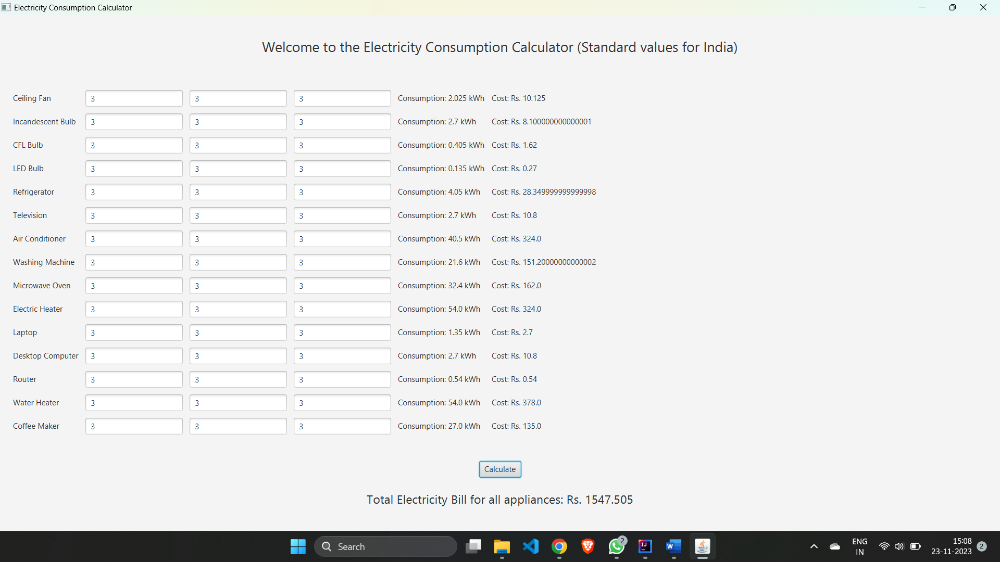 Electricity Consumption Calculator
Welcome to the Electricity Consumption Calculator (Standard values for India)
Ceiling Fan 3 3 3 Consumption: 2.025 kWh Cost: Rs. 10.125
Incandescent Bulb 3 3 3 Consumption: 2.7 kWh Cost: Rs. 8.100000000000001
CFL Bulb 3 3 3 Consumption: 0.405 kWh Cost: Rs. 1.62
LED Bulb 3 3 3 Consumption: 0.135 kWh Cost: Rs. 0.27
Refrigerator 3 3 3 Consumption: 4.05 kWh Cost: Rs. 28.349999999999998
Television 3 3 3 Consumption: 2.7 kWh Cost: Rs. 10.8
Air Conditioner 3 3 3 Consumption: 40.5 kWh Cost: Rs. 324.0
Washing Machine 3 3 3 Consumption: 21.6 kWh Cost: Rs. 151.20000000000002
Microwave Oven 3 3 3 Consumption: 32.4 kWh Cost: Rs. 162.0
Electric Heater 3 3 3 Consumption: 54.0 kWh Cost: Rs. 324.0
Laptop 3 3 3 Consumption: 1.35 kWh Cost: Rs. 2.7
Desktop Computer 3 3 3 Consumption: 2.7 kWh Cost: Rs. 10.8
Router 3 3 3 Consumption: 0.54 kWh Cost: Rs. 0.54
Water Heater 3 3 3 Consumption: 54.0 kWh Cost: Rs. 378.0
Coffee Maker 3 3 3 Consumption: 27.0 kWh Cost: Rs. 135.0
Calculate
Total Electricity Bill for all appliances: Rs. 1547.505
Search 2 IJ W ENG 15:08 2
IN 23-11-2023